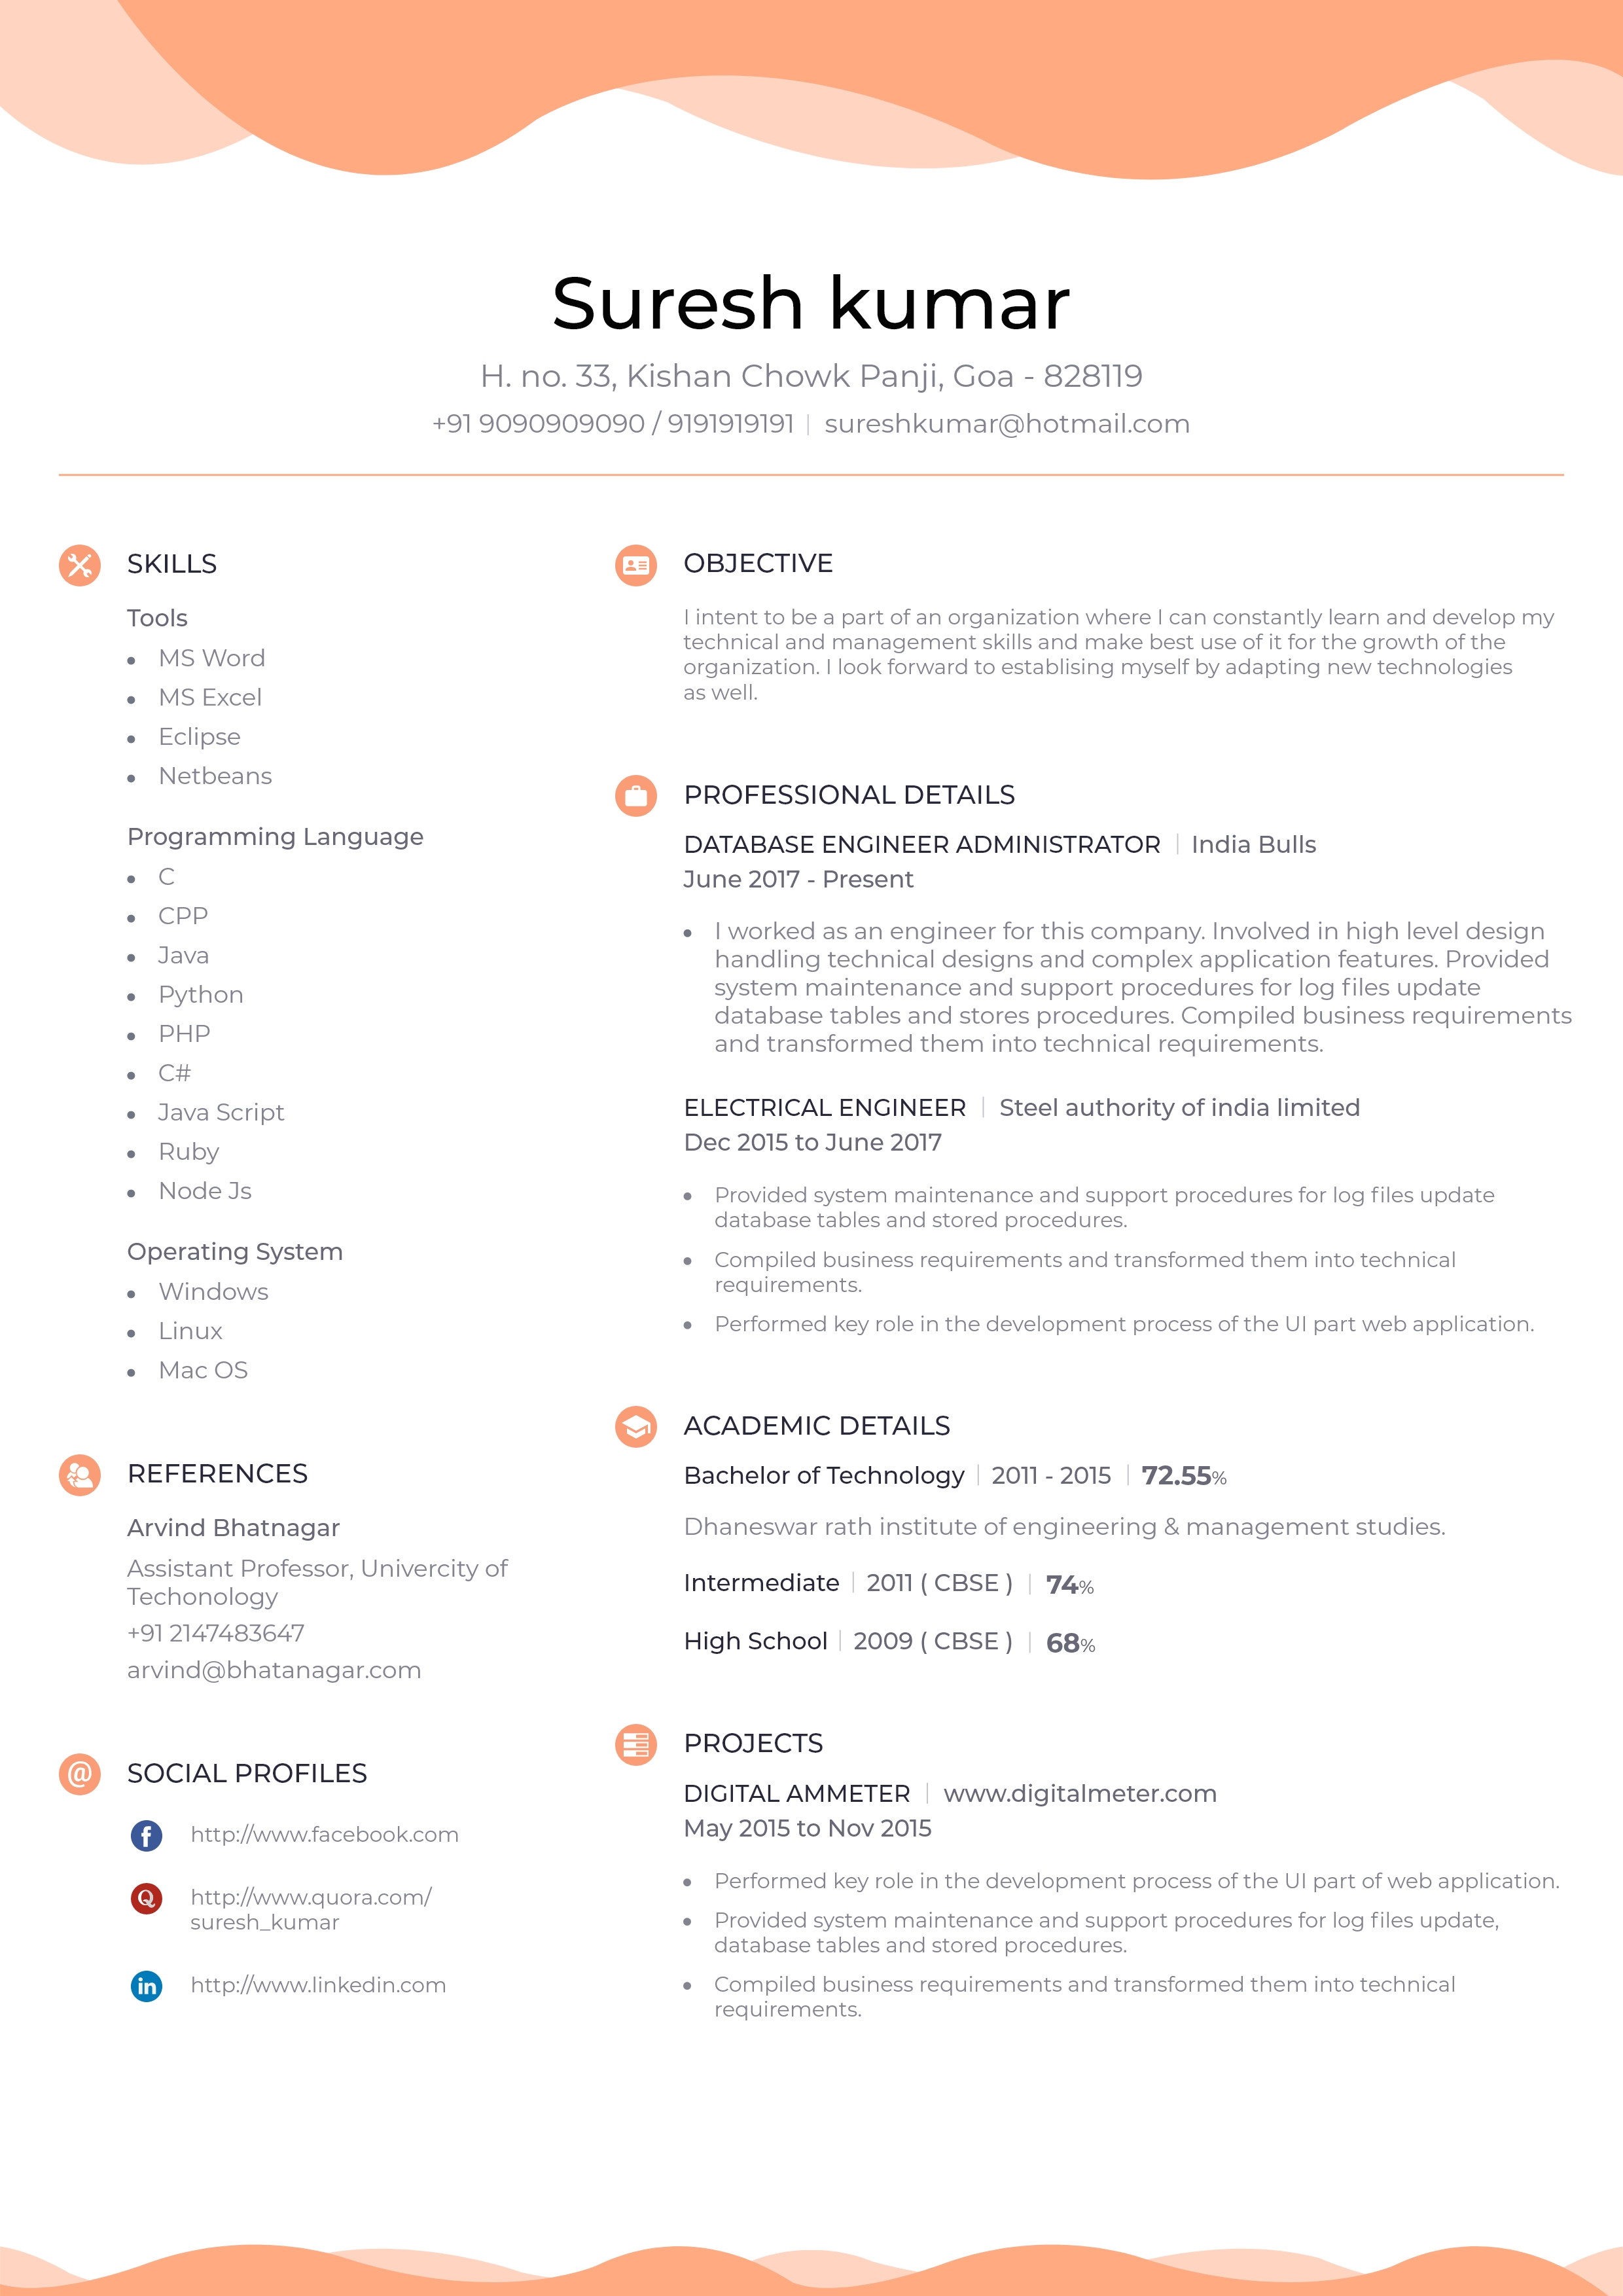 Suresh kumar
H. no. 33, Kishan Chowk Panji, Goa - 828119
+91 9090909090 / 9191919191 | sureshkumar@hotmail.com
SKILLS
Tools
• MS Word
• MS Excel
• Eclipse
• Netbeans
Programming Language
• C
• CPP
• Java
• Python
• PHP
• C#
• Java Script
• Ruby
• Node Js
Operating System
• Windows
• Linux
• Mac OS
REFERENCES
Arvind Bhatnagar
Assistant Professor, Univercity of
Techonology
+91 2147483647
arvind@bhatanagar.com
@ SOCIAL PROFILES
f http://www.facebook.com
Q http://www.quora.com/
suresh_kumar
in http://www.linkedin.com
OBJECTIVE
I intent to be a part of an organization where I can constantly learn and develop my
technical and management skills and make best use of it for the growth of the
organization. I look forward to establising myself by adapting new technologies
as well.
PROFESSIONAL DETAILS
DATABASE ENGINEER ADMINISTRATOR | India Bulls
June 2017 - Present
• I worked as an engineer for this company. Involved in high level design
handling technical designs and complex application features. Provided
system maintenance and support procedures for log files update
database tables and stores procedures. Compiled business requirements
and transformed them into technical requirements.
ELECTRICAL ENGINEER | Steel authority of india limited
Dec 2015 to June 2017
• Provided system maintenance and support procedures for log files update
database tables and stored procedures.
• Compiled business requirements and transformed them into technical
requirements.
• Performed key role in the development process of the UI part web application.
ACADEMIC DETAILS
Bachelor of Technology | 2011 - 2015 | 72.55%
Dhaneswar rath institute of engineering & management studies.
Intermediate | 2011 ( CBSE ) | 74%
High School | 2009 ( CBSE ) | 68%
PROJECTS
DIGITAL AMMETER | www.digitalmeter.com
May 2015 to Nov 2015
• Performed key role in the development process of the UI part of web application.
• Provided system maintenance and support procedures for log files update,
database tables and stored procedures.
• Compiled business requirements and transformed them into technical
requirements.